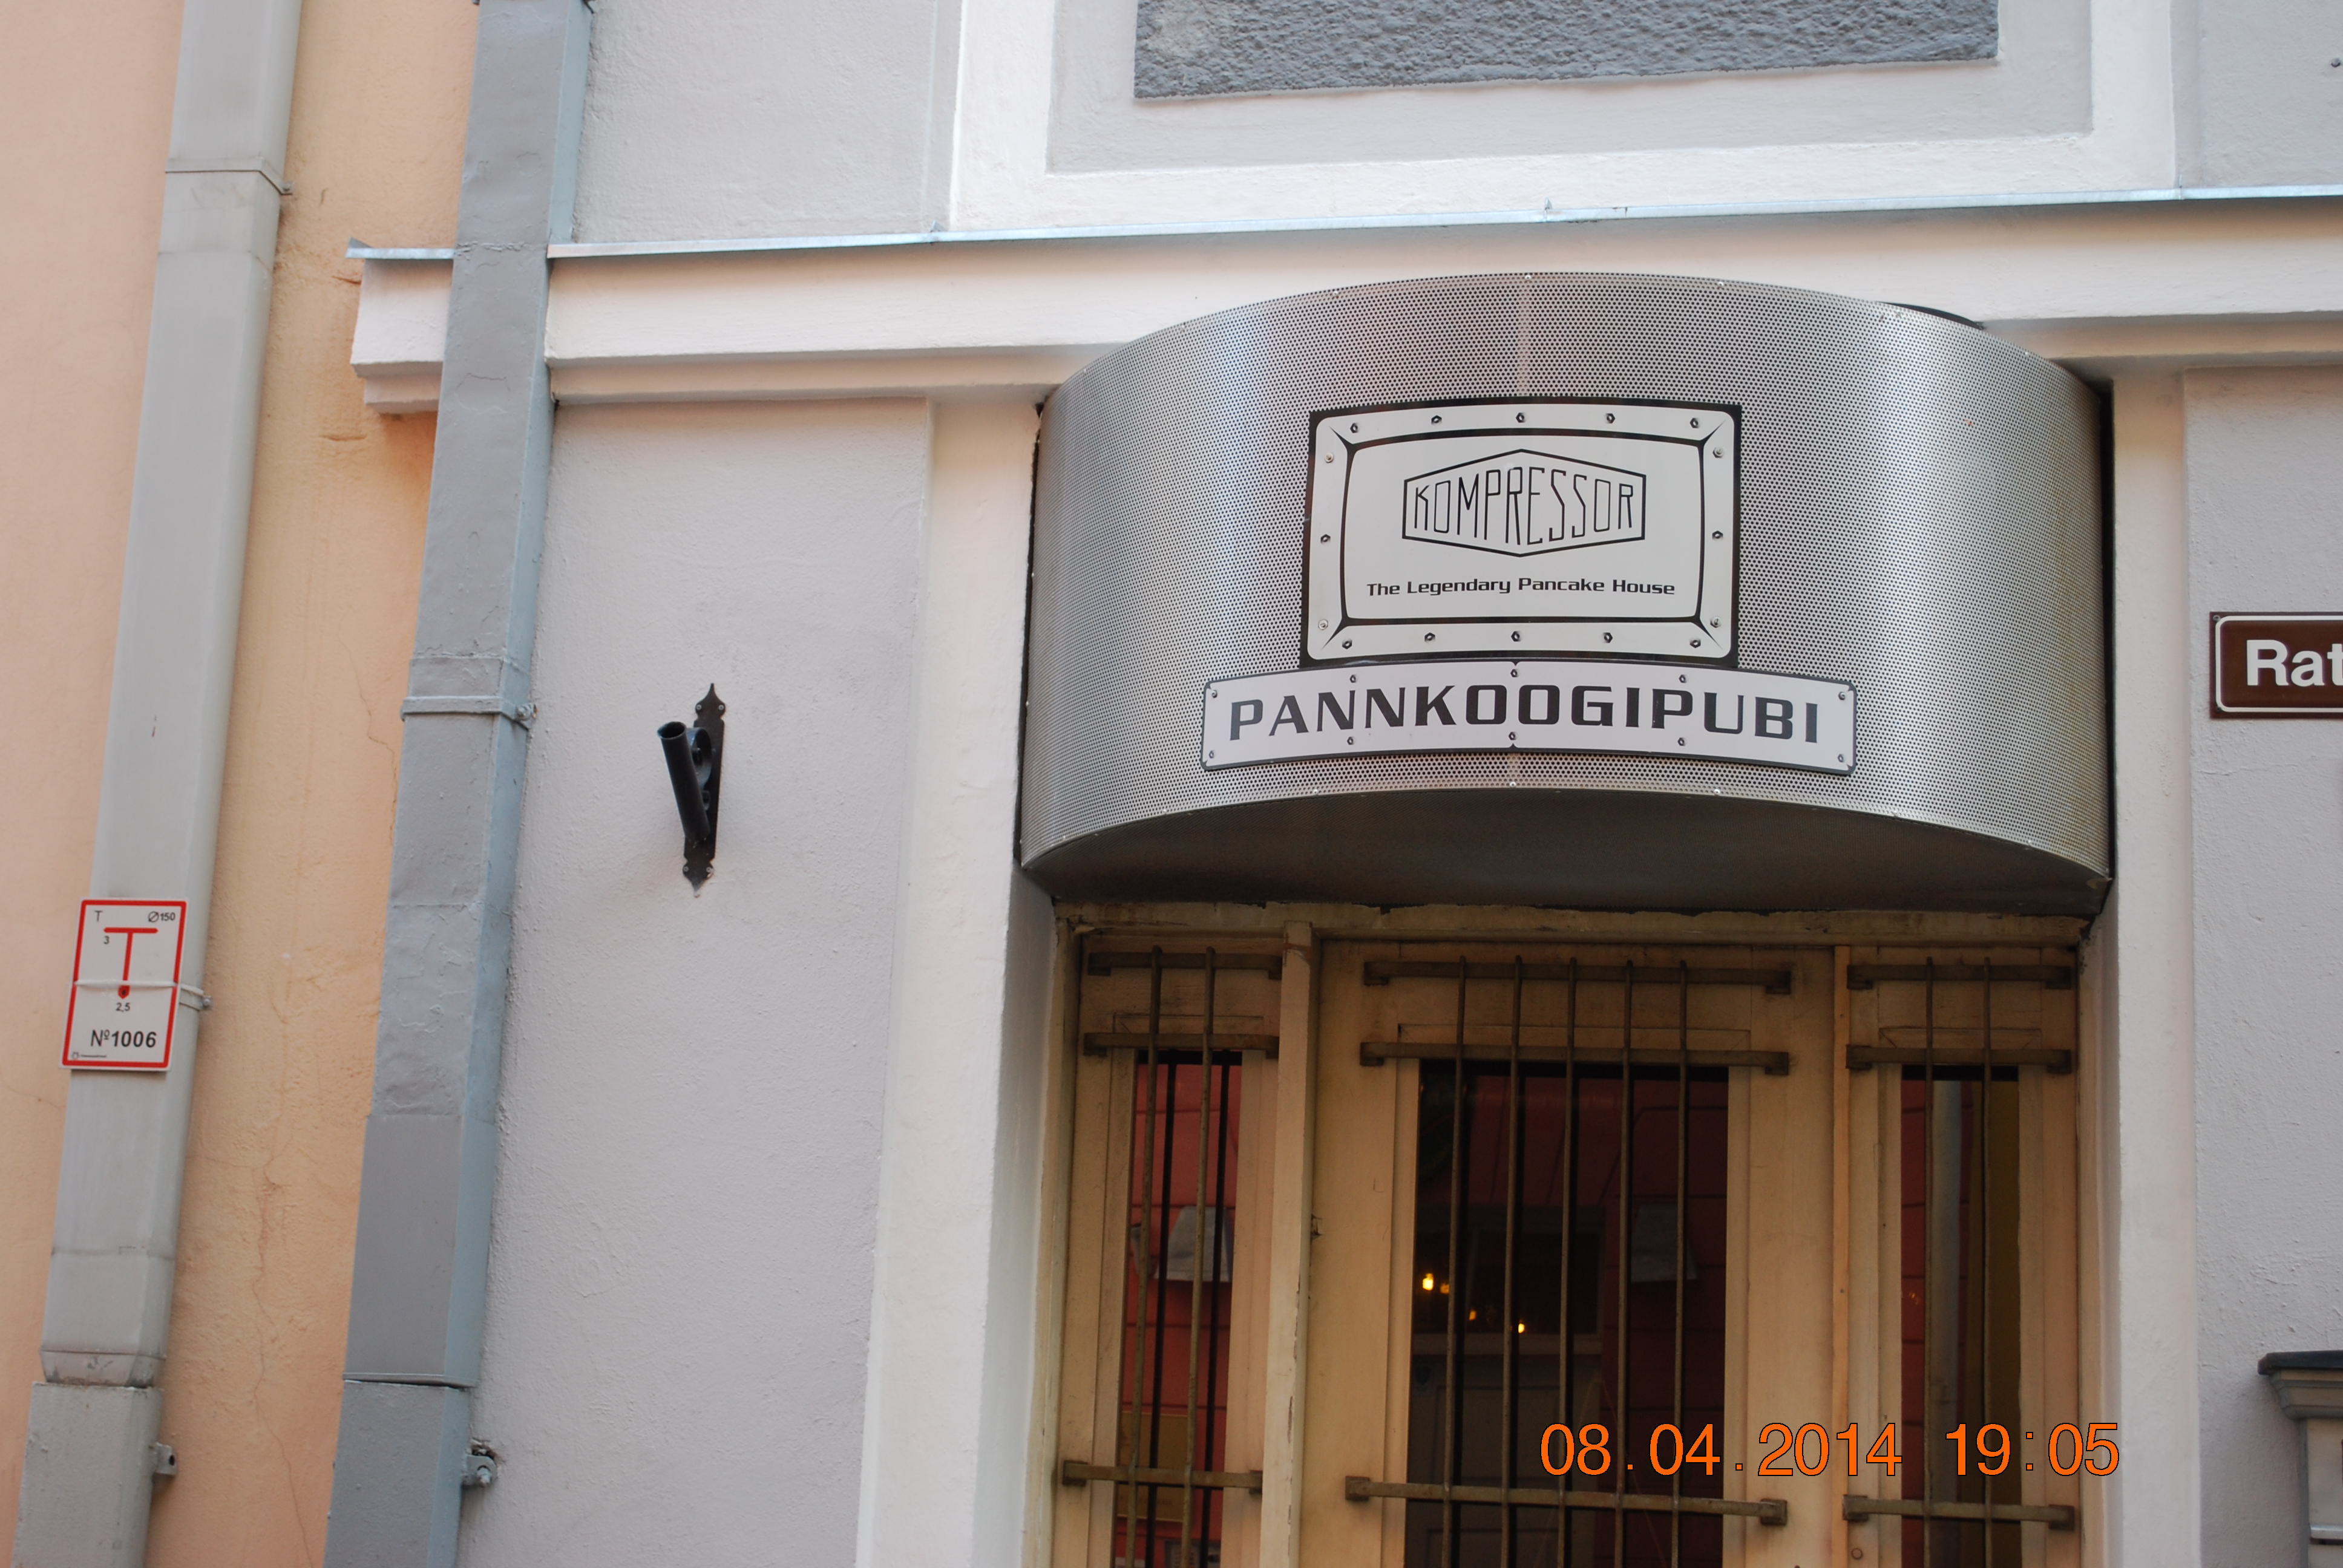 KOMPRESSOR
The Legendary Pancake House
PANNKOOGIPUBI
Rat
T Ø150
3
2,5
№1006
08.04.2014 19:05